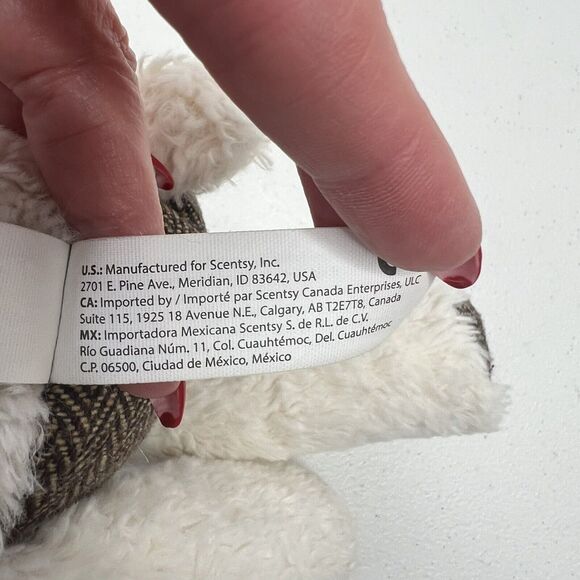 U.S.: Manufactured for Scentsy, Inc.
2701 E. Pine Ave., Meridian, ID 83642, USA
CA: Imported by / Importé par Scentsy Canada Enterprises, ULC
Suite 115, 1925 18 Avenue N.E., Calgary, AB T2E7T8, Canada
MX: Importadora Mexicana Scentsy S. de R.L. de C.V.
Río Guadiana Núm. 11, Col. Cuauhtémoc, Del. Cuauhtémoc
C.P. 06500, Ciudad de México, México